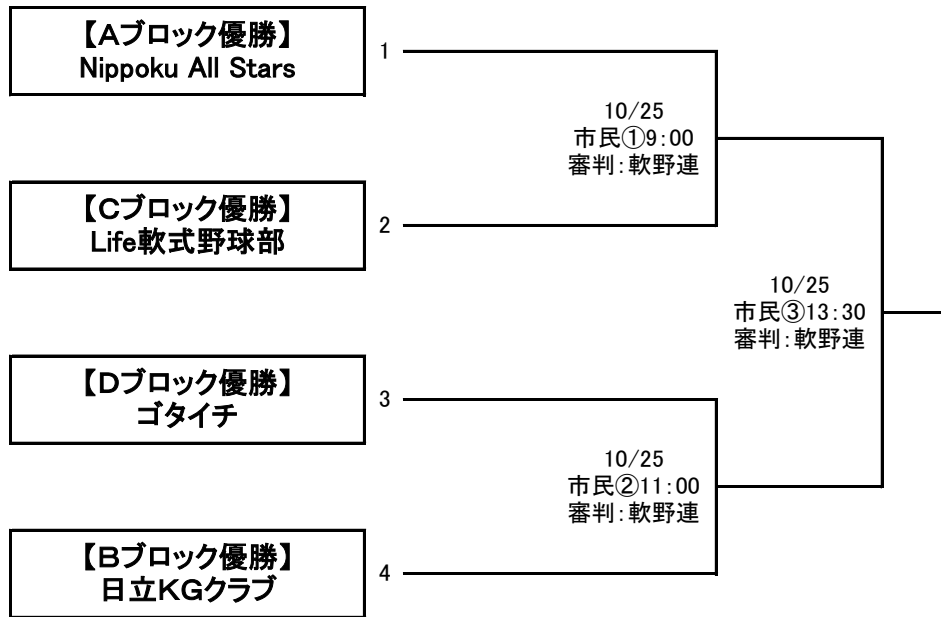 【Aブロック優勝】
Nippoku All Stars
1
10/25
市民①9:00
審判:軟野連
【Cブロック優勝】
Life軟式野球部
2
10/25
市民③13:30
審判:軟野連
【Dブロック優勝】
ゴタイチ
3
10/25
市民②11:00
審判:軟野連
【Bブロック優勝】
日立KGクラブ
4